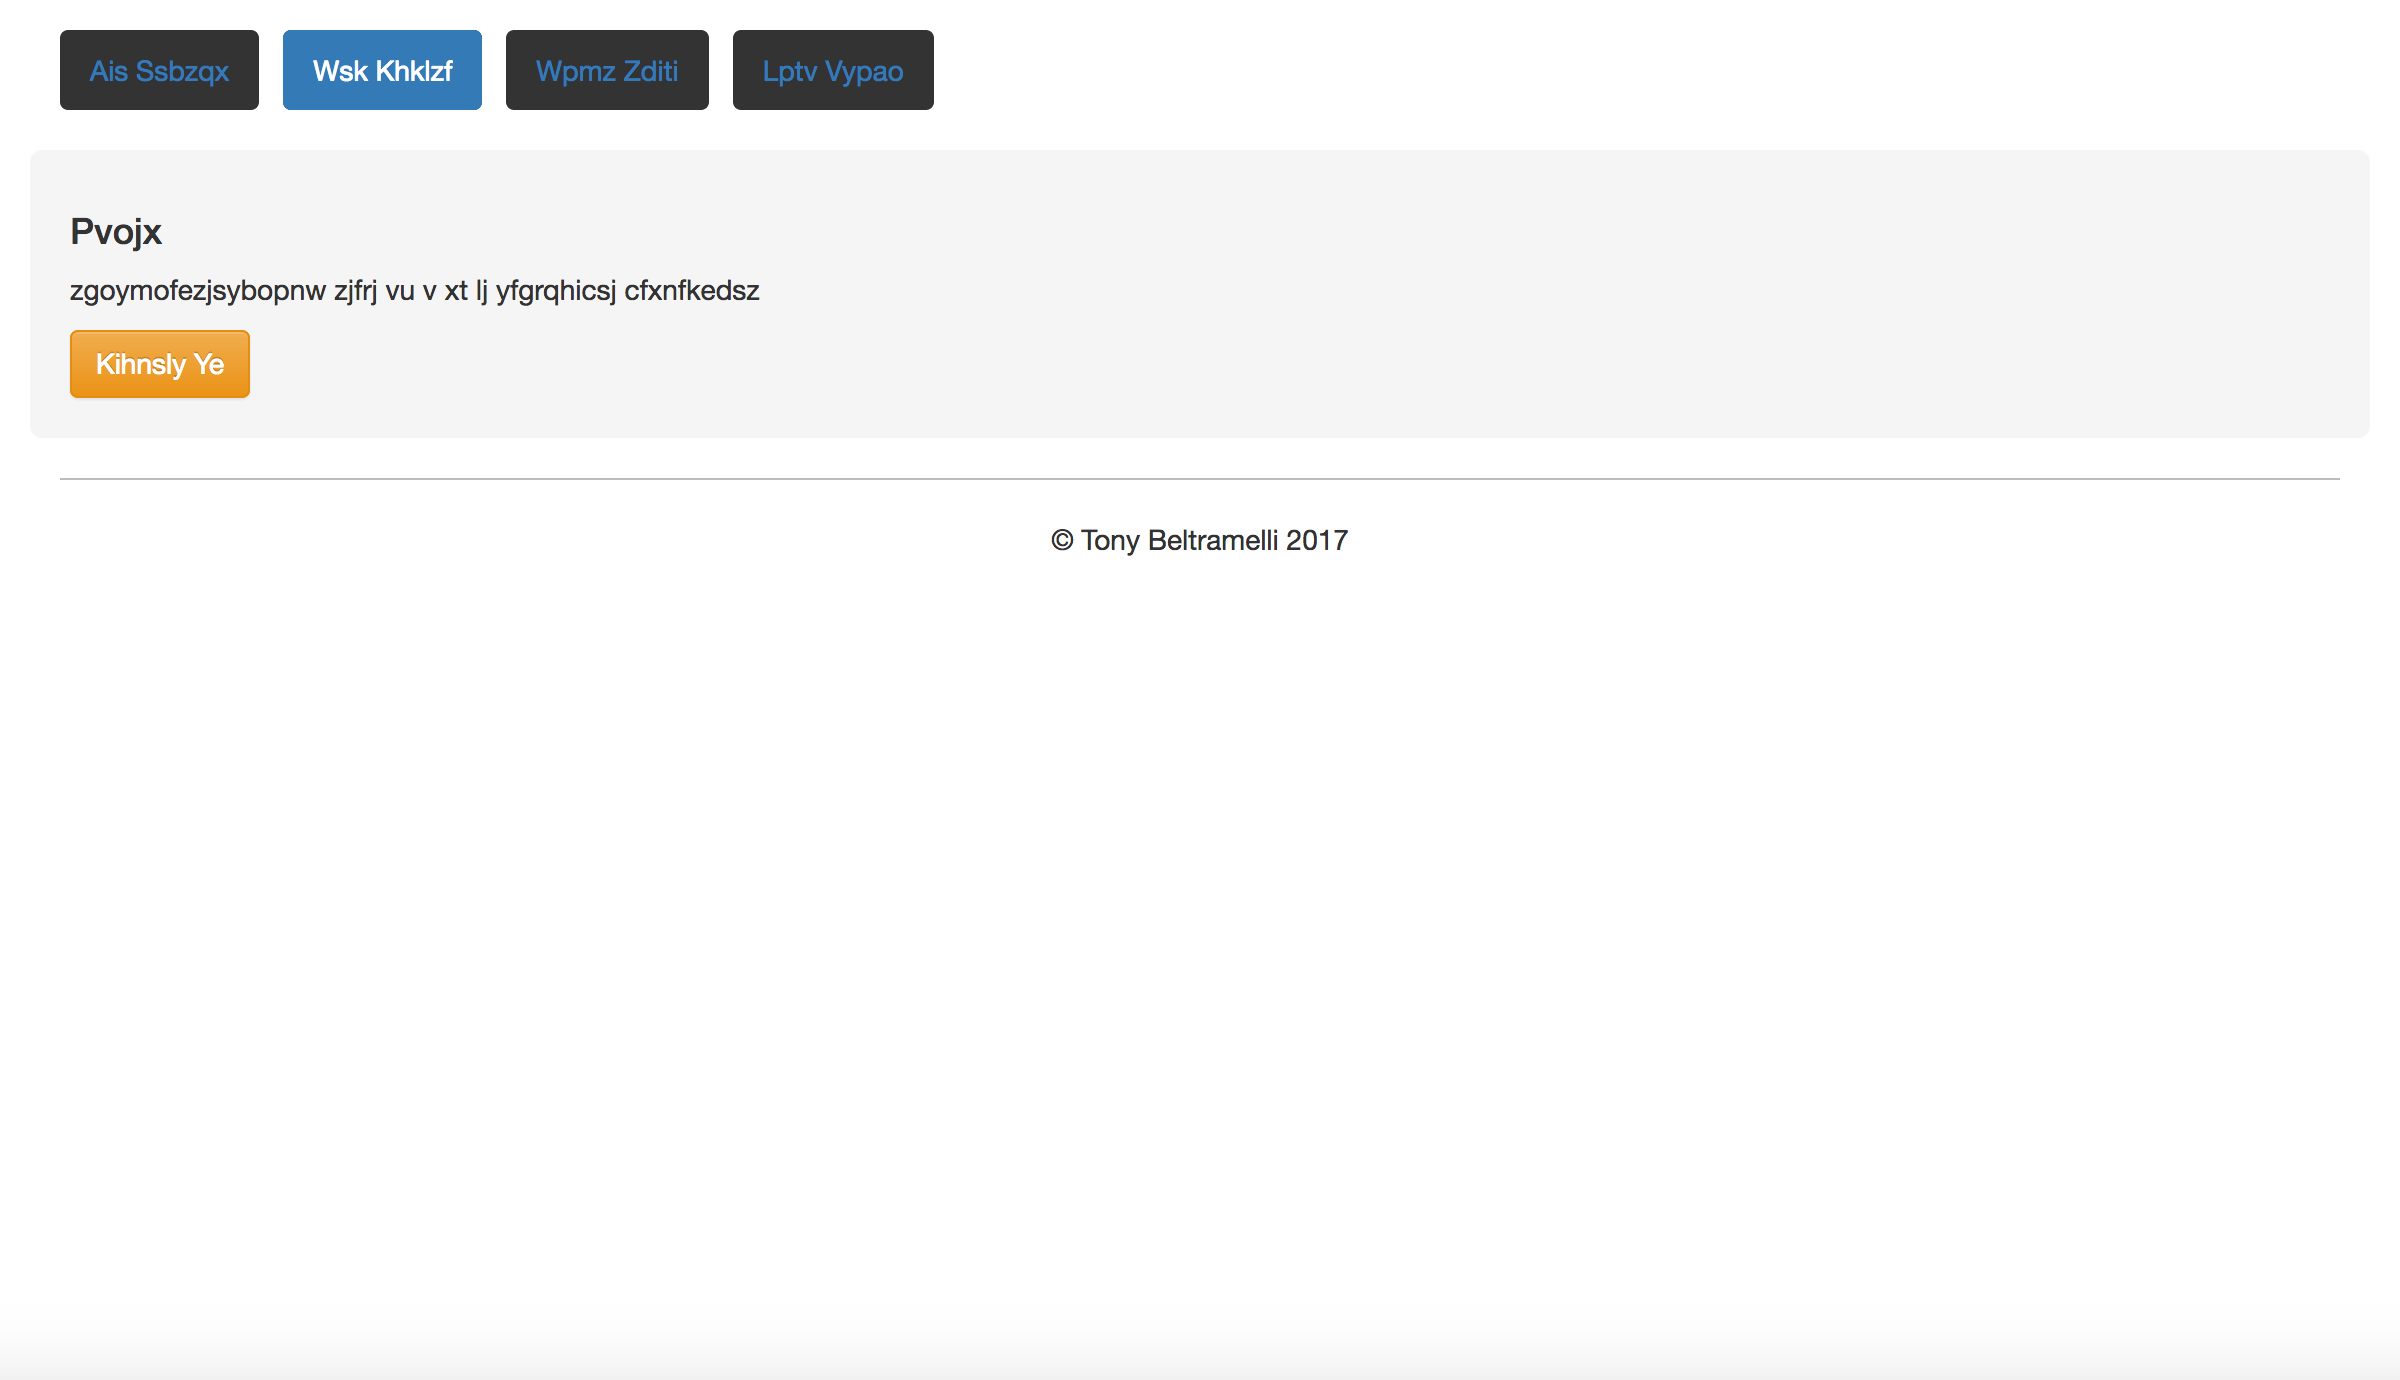 Ais Ssbzqx Wsk Khklzf Wpmz Zditi Lptv Vypao
Pvojx
zgoymofezjsybopnw zjfrj vu v xt lj yfgrqhicsj cfxnfkedsz
Kihnsly Ye
© Tony Beltramelli 2017